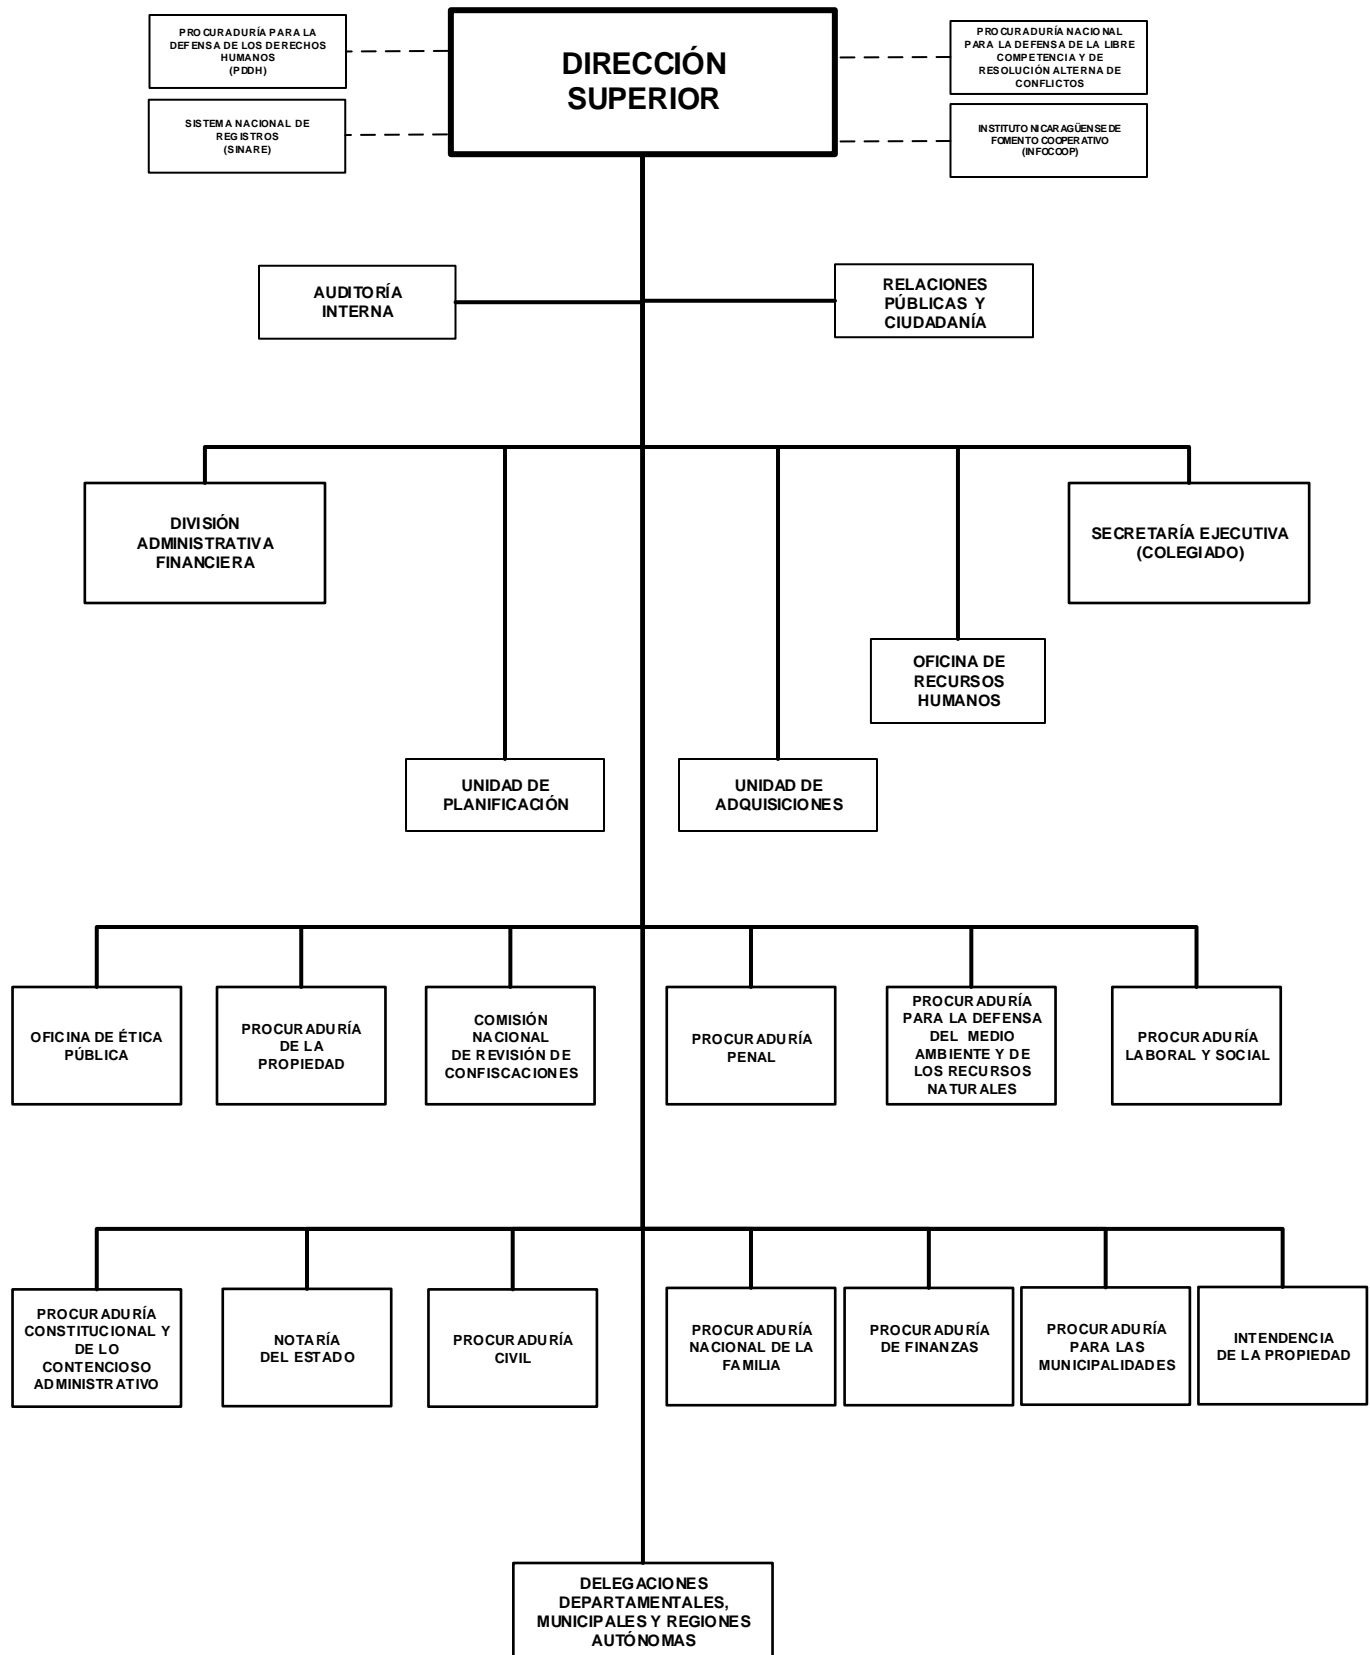 PROCURADURÍA PARA LA
DEFENSA DE LOS DERECHOS
HUMANOS
(PDDH)
DIRECCIÓN
SUPERIOR
PROCURADURÍA NACIONAL
PARA LA DEFENSA DE LA LIBRE
COMPETENCIA Y DE
RESOLUCIÓN ALTERNA DE
CONFLICTOS
SISTEMA NACIONAL DE
REGISTROS
(SINARE)
INSTITUTO NICARAGÜENSE DE
FOMENTO COOPERATIVO
(INFOCOOP)
AUDITORÍA
INTERNA
RELACIONES
PÚBLICAS Y
CIUDADANÍA
DIVISIÓN
ADMINISTRATIVA
FINANCIERA
SECRETARÍA EJECUTIVA
(COLEGIADO)
OFICINA DE
RECURSOS
HUMANOS
UNIDAD DE
PLANIFICACIÓN
UNIDAD DE
ADQUISICIONES
OFICINA DE ÉTICA
PÚBLICA
PROCURADURÍA
DE LA
PROPIEDAD
COMISIÓN
NACIONAL
DE REVISIÓN DE
CONFISCACIONES
PROCURADURÍA
PENAL
PROCURADURÍA
PARA LA DEFENSA
DEL MEDIO
AMBIENTE Y DE
LOS RECURSOS
NATURALES
PROCURADURÍA
LABORAL Y SOCIAL
PROCURADURÍA
CONSTITUCIONAL Y
DE LO
CONTENCIOSO
ADMINISTRATIVO
NOTARÍA
DEL ESTADO
PROCURADURÍA
CIVIL
PROCURADURÍA
NACIONAL DE LA
FAMILIA
PROCURADURÍA
DE FINANZAS
PROCURADURÍA
PARA LAS
MUNICIPALIDADES
INTENDENCIA
DE LA PROPIEDAD
DELEGACIONES
DEPARTAMENTALES,
MUNICIPALES Y REGIONES
AUTÓNOMAS